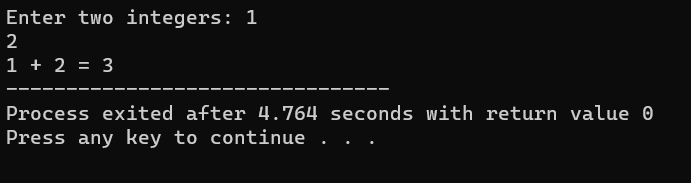 Enter two integers: 1
2
1 + 2 = 3
--------------------------------
Process exited after 4.764 seconds with return value 0
Press any key to continue . . .